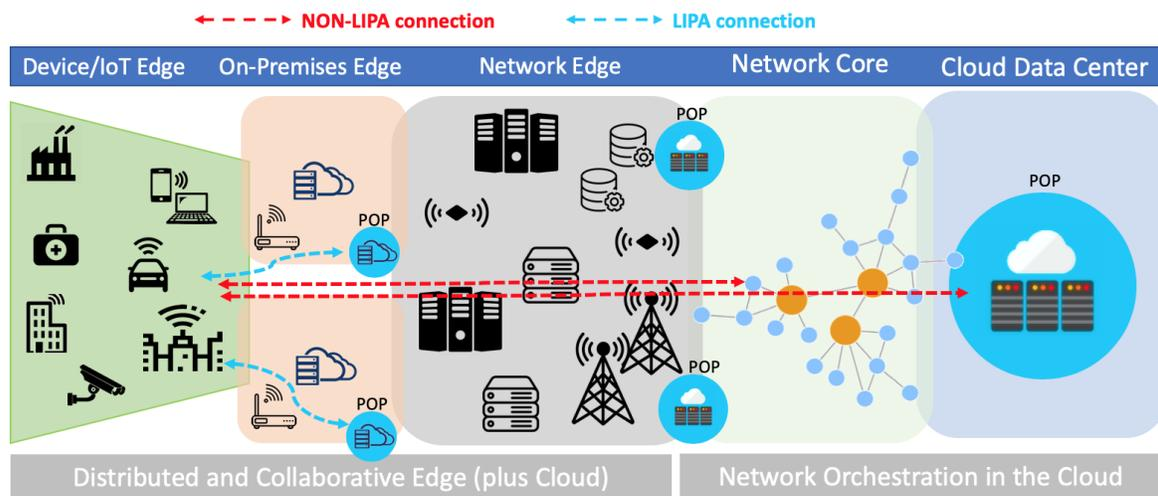 NON-LIPA connection
LIPA connection
Device/IoT Edge
On-Premises Edge
Network Edge
Network Core
Cloud Data Center
POP
POP
POP
POP
POP
Distributed and Collaborative Edge (plus Cloud)
Network Orchestration in the Cloud